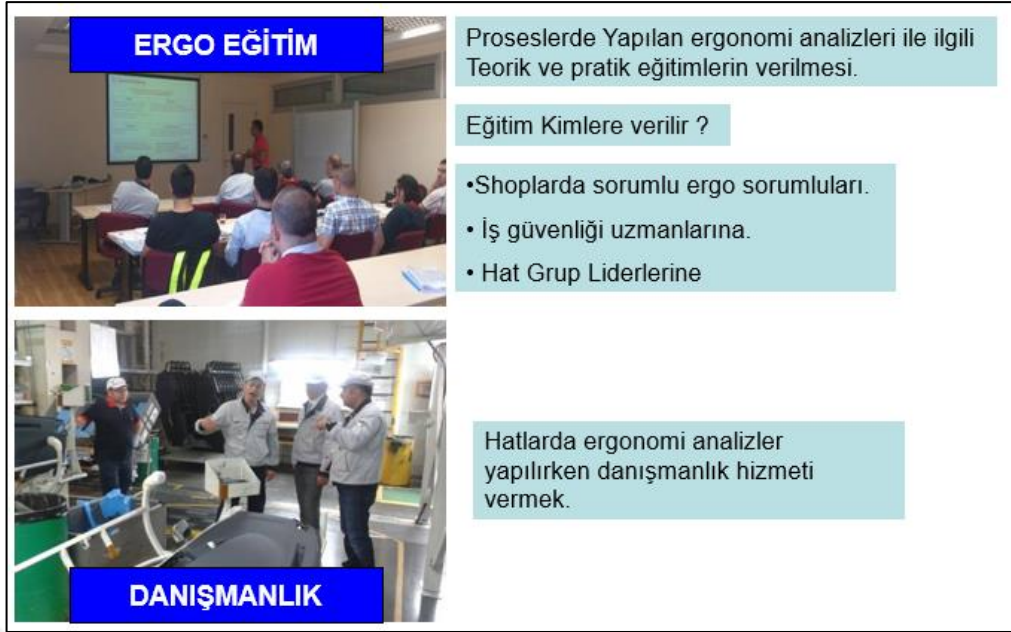 ERGO EĞİTİM
Proseslerde Yapılan ergonomi analizleri ile ilgili
Teorik ve pratik eğitimlerin verilmesi.
Eğitim Kimlere verilir ?
•Shoplarda sorumlu ergo sorumluları.
• İş güvenliği uzmanlarına.
• Hat Grup Liderlerine
Hatlarda ergonomi analizler
yapılırken danışmanlık hizmeti
vermek.
DANIŞMANLIK